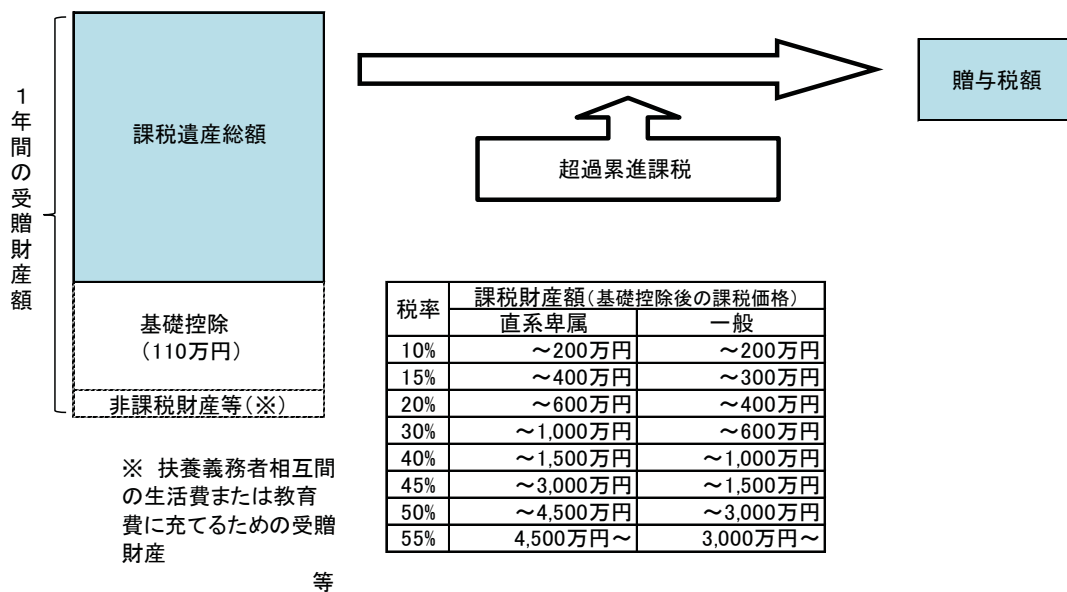 1年間の受贈財産額
課税遺産総額
基礎控除
(110万円)
非課税財産等(※)
※ 扶養義務者相互間
の生活費または教育
費に充てるための受贈
財産
等
超過累進課税
贈与税額
税率 課税財産額(基礎控除後の課税価格)
直系卑属 一般
10% ~200万円 ~200万円
15% ~400万円 ~300万円
20% ~600万円 ~400万円
30% ~1,000万円 ~600万円
40% ~1,500万円 ~1,000万円
45% ~3,000万円 ~1,500万円
50% ~4,500万円 ~3,000万円
55% 4,500万円~ 3,000万円~